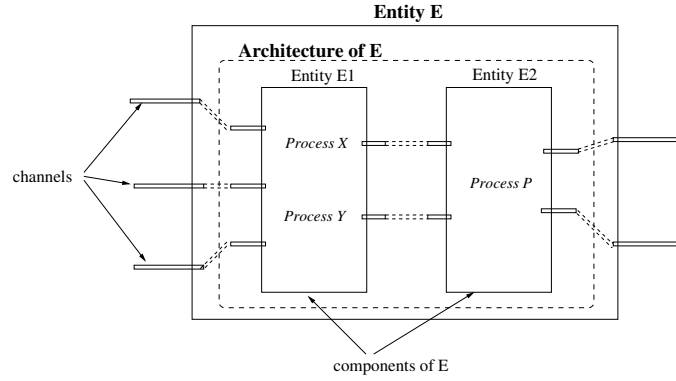 Entity E
Architecture of E
Entity E1
Entity E2
Process X
channels
Process P
Process Y
components of E